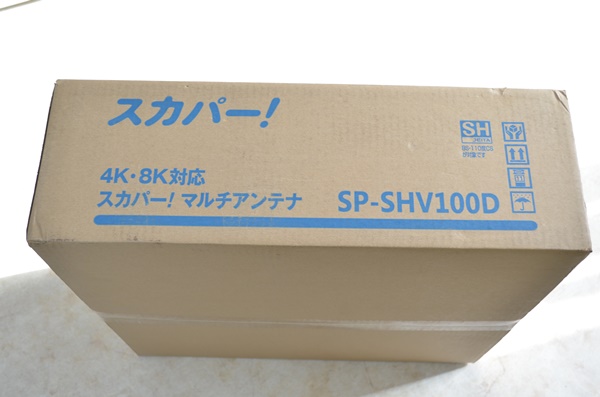 スカパー!
SH
4K・8K対応
スカパー! マルチアンテナ
SP-SHV100D